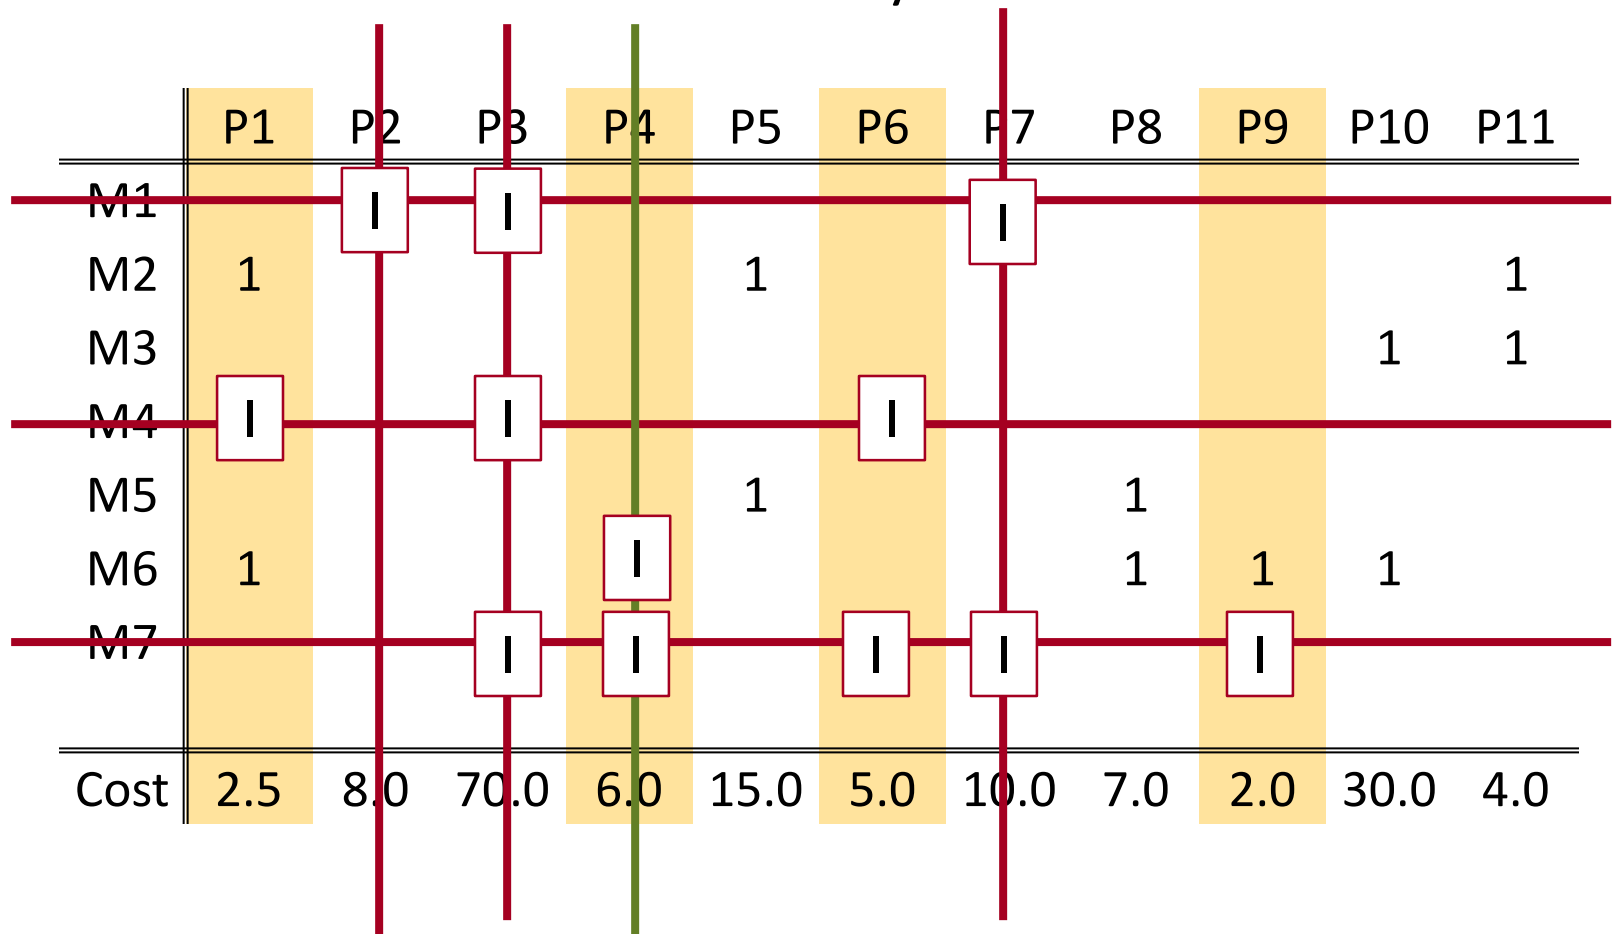 P1 P2 P3 P4 P5 P6 P7 P8 P9 P10 P11
M1 I I I
M2 1 1 1
M3 1 1
M4 I I I
M5 1 1
M6 1 I 1 1 1
M7 I I I I I
Cost 2.5 8.0 70.0 6.0 15.0 5.0 10.0 7.0 2.0 30.0 4.0